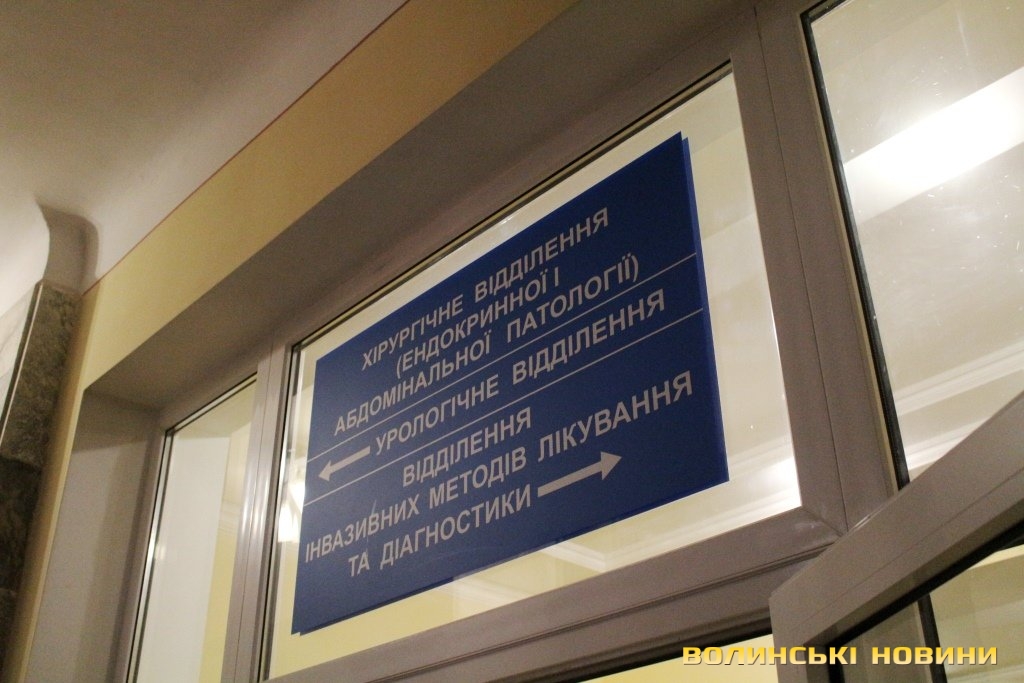 ХІРУРГІЧНЕ ВІДДІЛЕННЯ
(ЕНДОКРИННОЇ І
АБДОМІНАЛЬНОЇ ПАТОЛОГІЇ)
УРОЛОГІЧНЕ ВІДДІЛЕННЯ
ВІДДІЛЕННЯ
ІНВАЗИВНИХ МЕТОДІВ ЛІКУВАННЯ
ТА ДІАГНОСТИКИ
ВОЛИНСЬКІ НОВИНИ